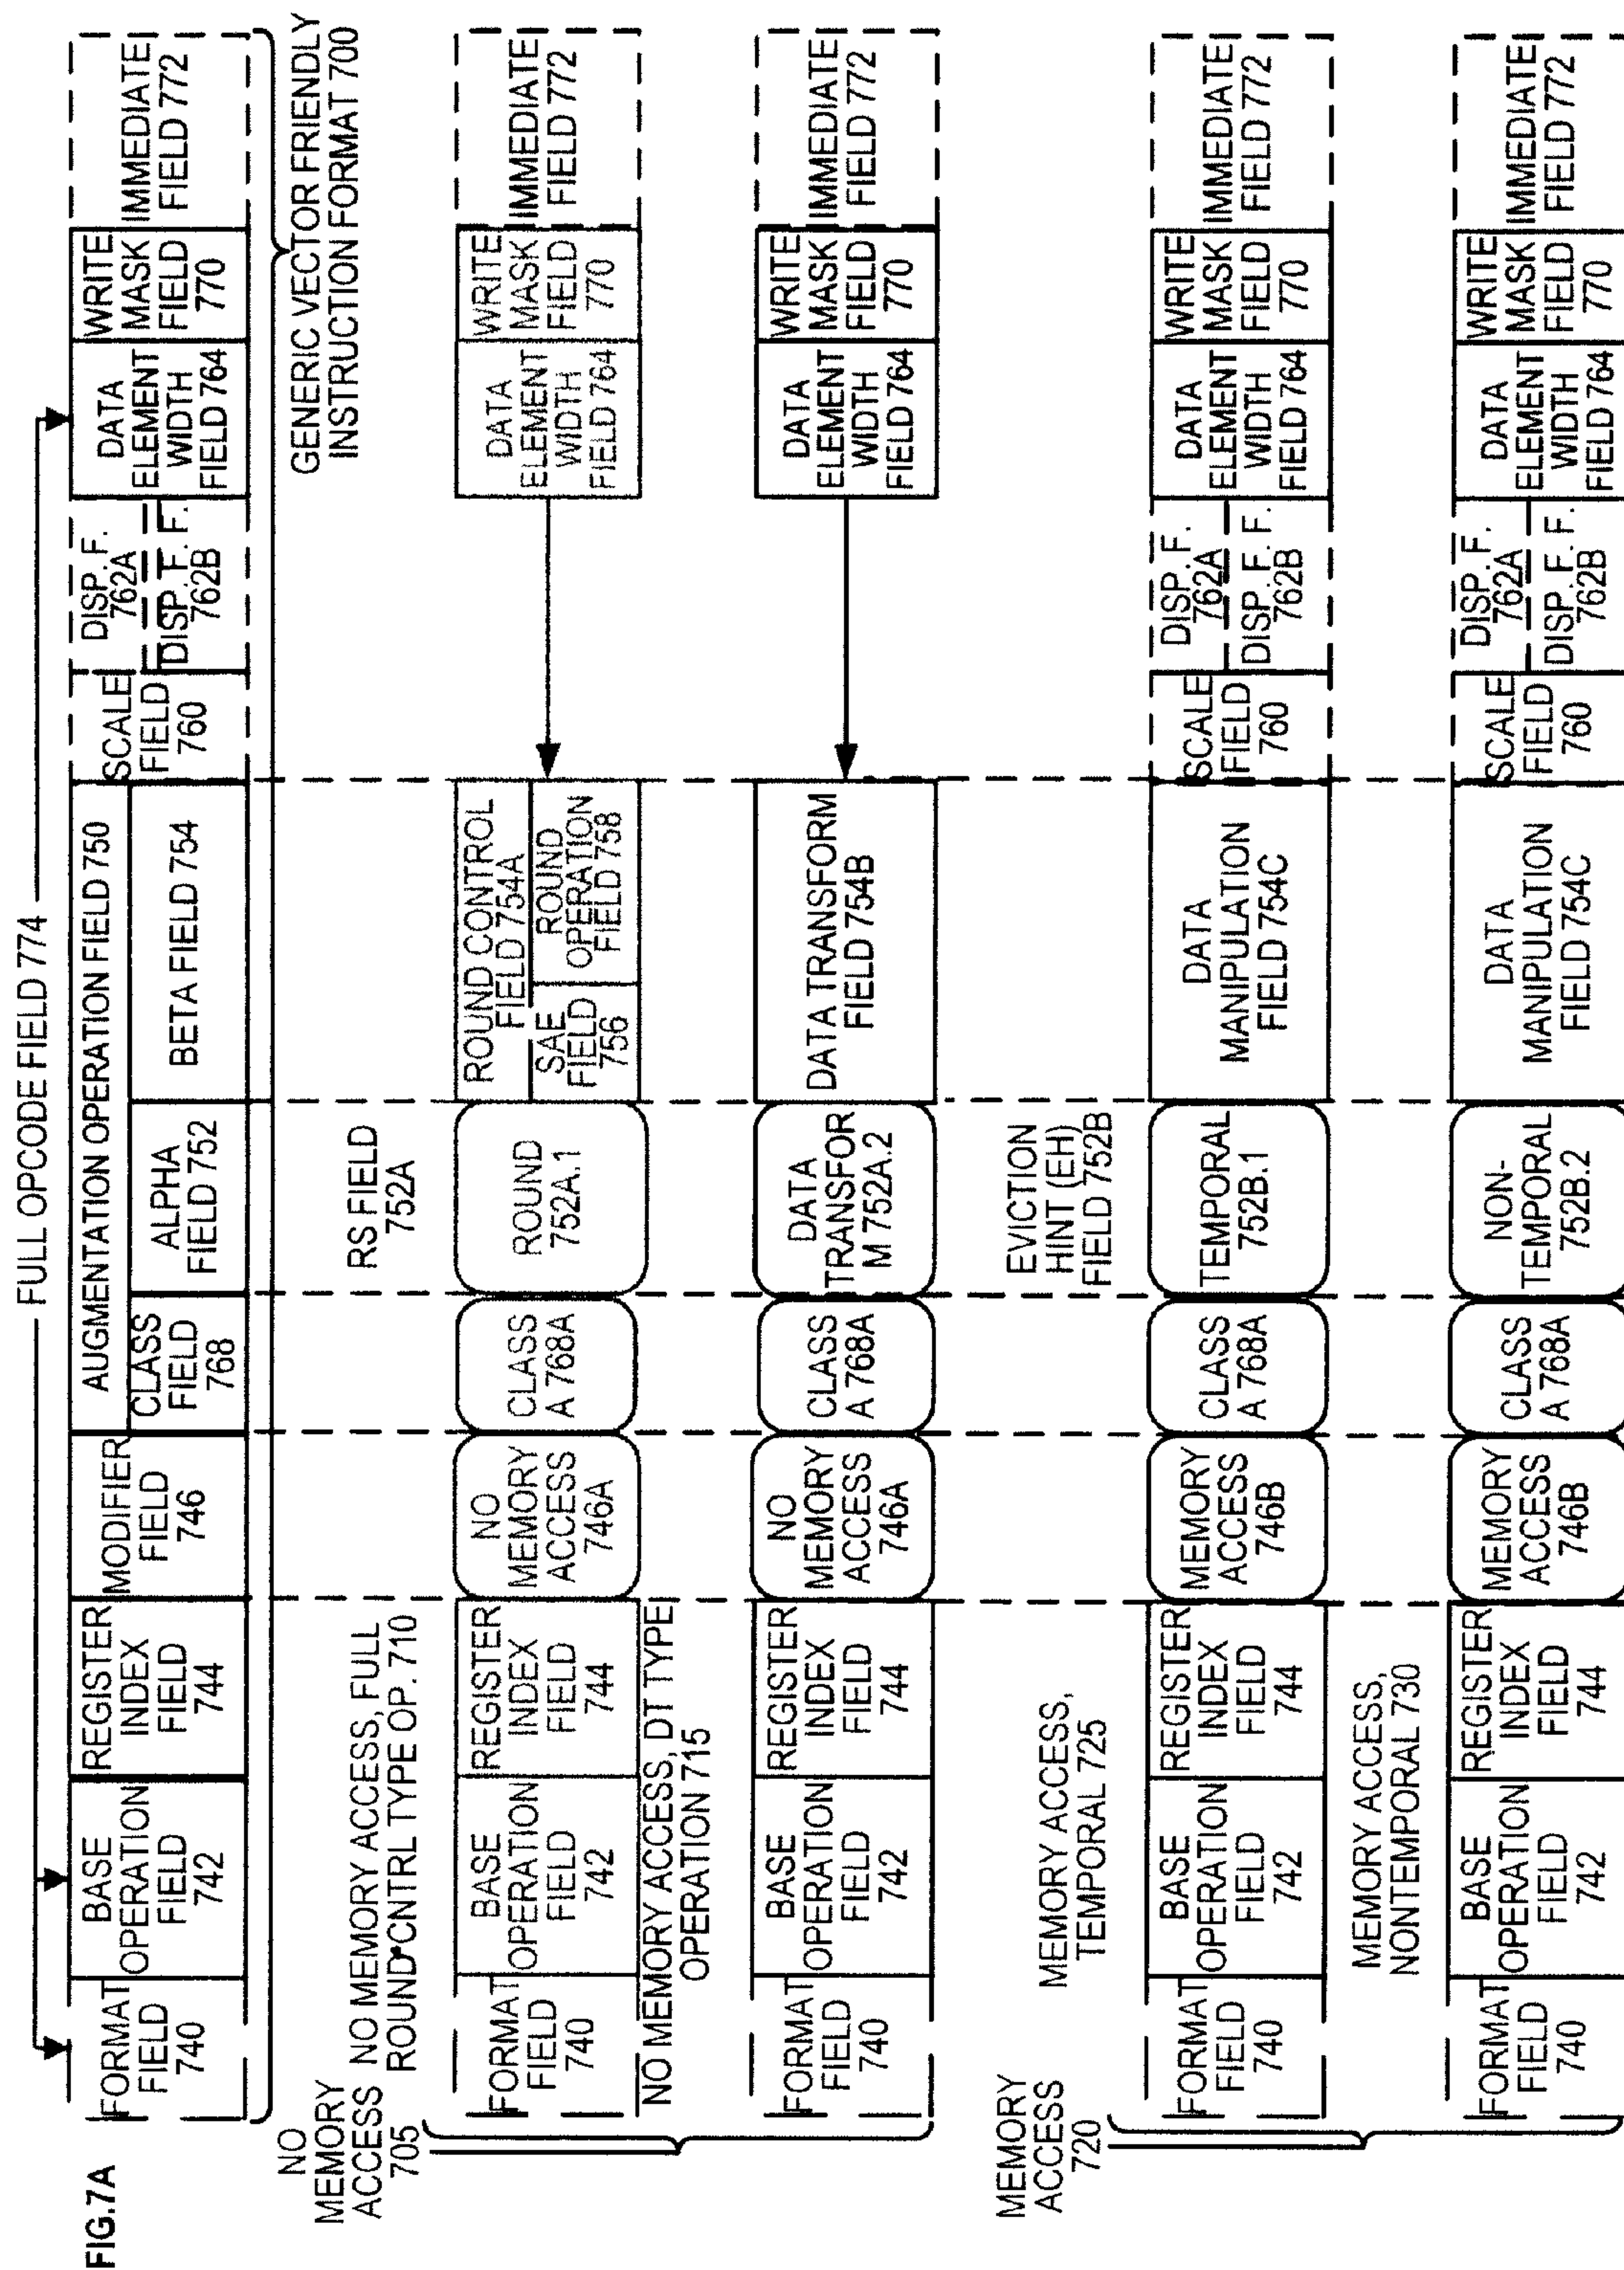 FIG.7A
FULL OPCODE FIELD 774
FORMAT
FIELD
740
BASE
OPERATION
FIELD
742
REGISTER
INDEX
FIELD
744
MODIFIER
FIELD
746
AUGMENTATION OPERATION FIELD 750
CLASS
FIELD
768
ALPHA
FIELD 752
BETA FIELD 754
SCALE
FIELD
760
DISP. F.
762A
DISP. F. F.
762B
DATA
ELEMENT
WIDTH
FIELD 764
WRITE
MASK
FIELD
770
IMMEDIATE
FIELD 772
GENERIC VECTOR FRIENDLY
INSTRUCTION FORMAT 700
NO
MEMORY
ACCESS
705
NO MEMORY ACCESS, FULL
ROUND CNTRL TYPE OP. 710
RS FIELD
752A
FORMAT
FIELD
740
BASE
OPERATION
FIELD
742
REGISTER
INDEX
FIELD
744
NO
MEMORY
ACCESS
746A
CLASS
A 768A
ROUND
752A.1
ROUND CONTROL
FIELD 754A
SAE
FIELD
756
ROUND
OPERATION
FIELD 758
DATA
ELEMENT
WIDTH
FIELD 764
WRITE
MASK
FIELD
770
IMMEDIATE
FIELD 772
NO MEMORY ACCESS, DT TYPE
OPERATION 715
FORMAT
FIELD
740
BASE
OPERATION
FIELD
742
REGISTER
INDEX
FIELD
744
NO
MEMORY
ACCESS
746A
CLASS
A 768A
DATA
TRANSFOR
M 752A.2
DATA TRANSFORM
FIELD 754B
DATA
ELEMENT
WIDTH
FIELD 764
WRITE
MASK
FIELD
770
IMMEDIATE
FIELD 772
MEMORY
ACCESS
720
MEMORY ACCESS,
TEMPORAL 725
EVICTION
HINT (EH)
FIELD 752B
FORMAT
FIELD
740
BASE
OPERATION
FIELD
742
REGISTER
INDEX
FIELD
744
MEMORY
ACCESS
746B
CLASS
A 768A
TEMPORAL
752B.1
DATA
MANIPULATION
FIELD 754C
SCALE
FIELD
760
DISP. F.
762A
DISP. F. F.
762B
DATA
ELEMENT
WIDTH
FIELD 764
WRITE
MASK
FIELD
770
IMMEDIATE
FIELD 772
MEMORY ACCESS,
NONTEMPORAL 730
FORMAT
FIELD
740
BASE
OPERATION
FIELD
742
REGISTER
INDEX
FIELD
744
MEMORY
ACCESS
746B
CLASS
A 768A
NON-
TEMPORAL
752B.2
DATA
MANIPULATION
FIELD 754C
SCALE
FIELD
760
DISP. F.
762A
DISP. F. F.
762B
DATA
ELEMENT
WIDTH
FIELD 764
WRITE
MASK
FIELD
770
IMMEDIATE
FIELD 772